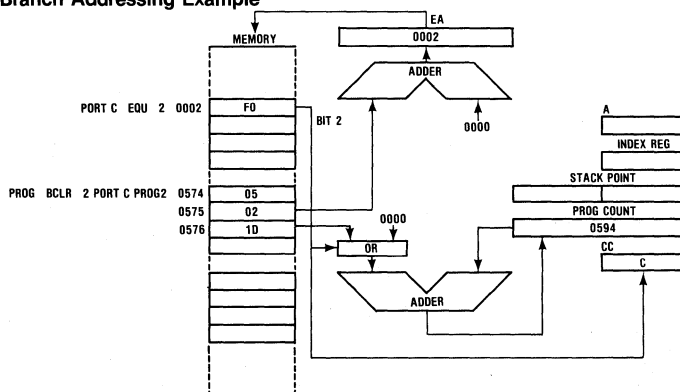 Branch Addressing Example
EA
0002
MEMORY
ADDER
PORT C EQU 2 0002 F0
BIT 2
0000
A
INDEX REG
STACK POINT
PROG BCLR 2 PORT C PROG2 0574 05
0575 02
0576 1D
0000
PROG COUNT
0594
OR
CC
C
ADDER